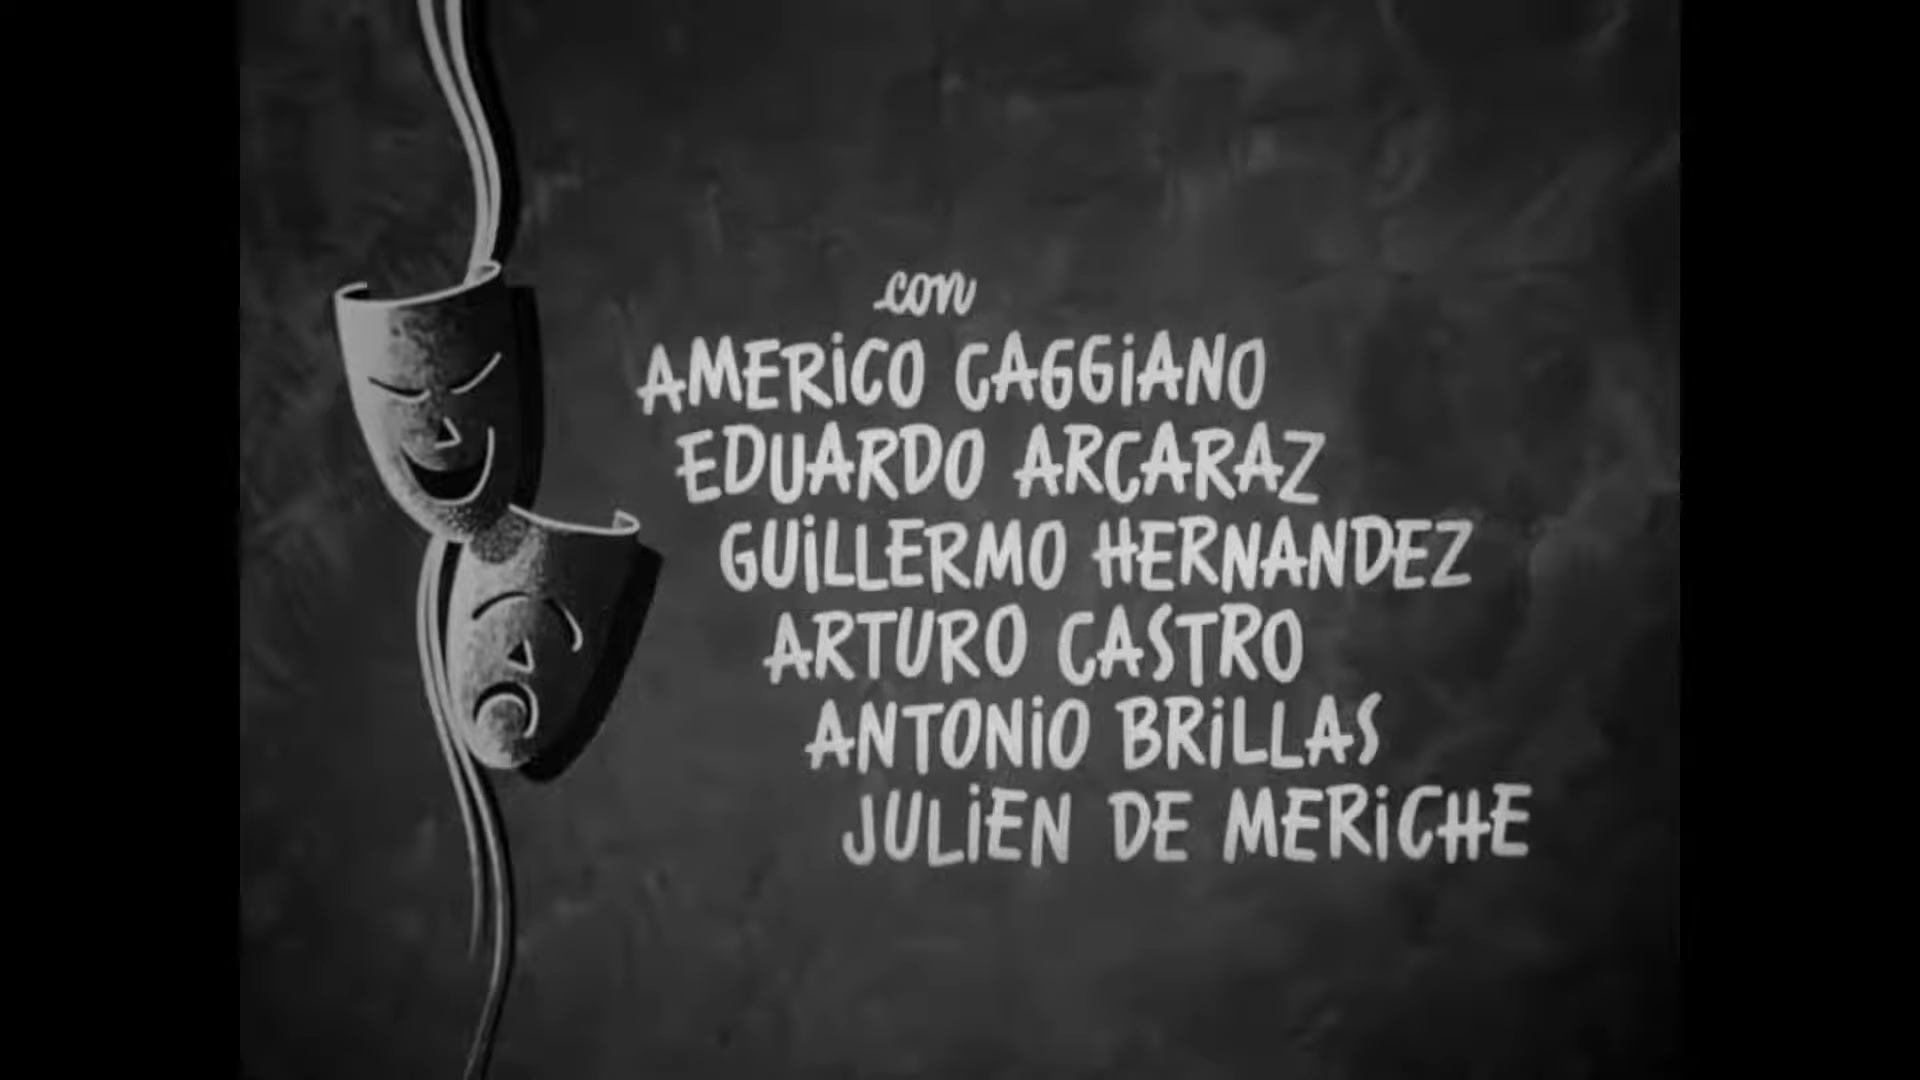 con
AMERiCO CAGGiANO
EDUARDO ARCARAZ
GUiLLERMO HERNANDEZ
ARTURO CASTRO
ANTONiO BRiLLAS
JULiEN DE MERiCHE